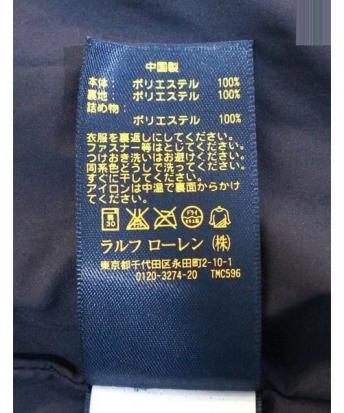 中国製
本体: ポリエステル 100%
裏地: ポリエステル 100%
詰め物:
ポリエステル 100%
衣服を裏返しにしてください。
ファスナー等はとじてください。
つけおき洗いはお避けください。
同系色どうしで洗ってください。
すぐに干してください。
アイロンは中温で裏面からかけ
てください。
30 ドライ
ラルフ ローレン (株)
東京都千代田区永田町2-10-1
0120-3274-20 TMC596